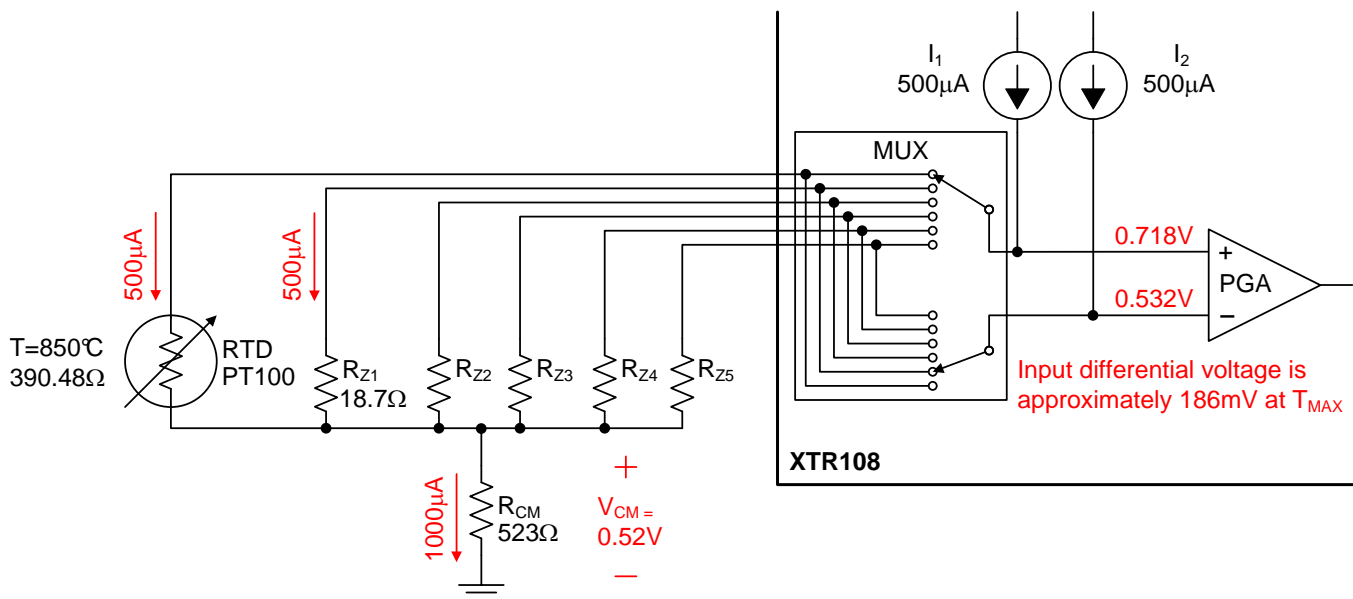 I1
500μA
I2
500μA
MUX
500μA
500μA
0.718V
0.532V
+
PGA
−
T=850℃
390.48Ω
RTD
PT100
RZ1
18.7Ω
RZ2
RZ3
RZ4
RZ5
Input differential voltage is
approximately 186mV at TMAX
XTR108
1000μA
RCM
523Ω
+
VCM =
0.52V
−